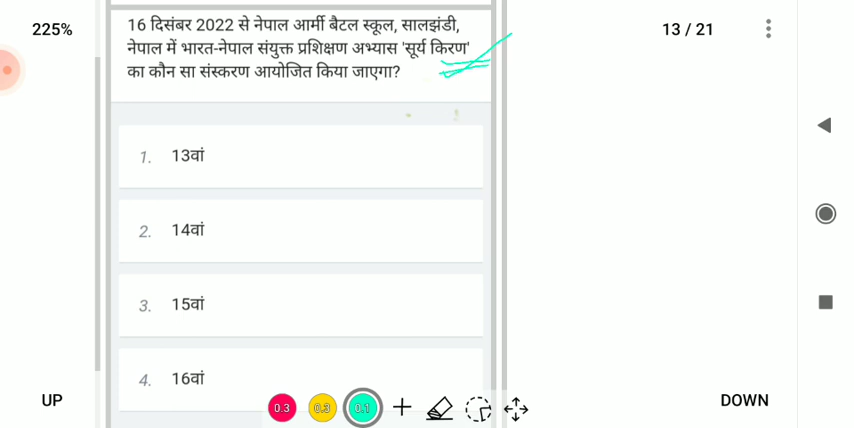 225%
16 दिसंबर 2022 से नेपाल आर्मी बैटल स्कूल, सालझंडी,
नेपाल में भारत-नेपाल संयुक्त प्रशिक्षण अभ्यास 'सूर्य किरण'
का कौन सा संस्करण आयोजित किया जाएगा?
13 / 21
1. 13वां
2. 14वां
3. 15वां
4. 16वां
UP
0.3 0.3 0.1
DOWN